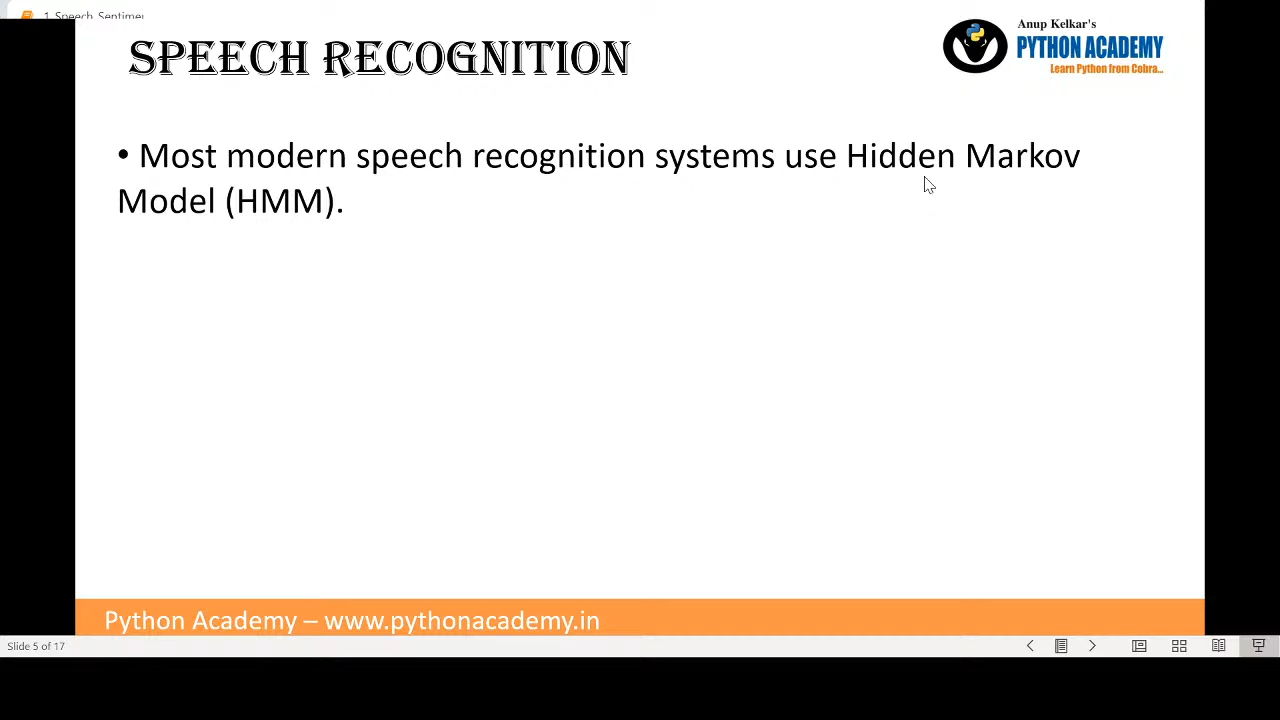 1 Speech Sentimen
SPEECH RECOGNITION
Anup Kelkar's
PYTHON ACADEMY
Learn Python from Cobra...
• Most modern speech recognition systems use Hidden Markov
Model (HMM).
Python Academy – www.pythonacademy.in
Slide 5 of 17